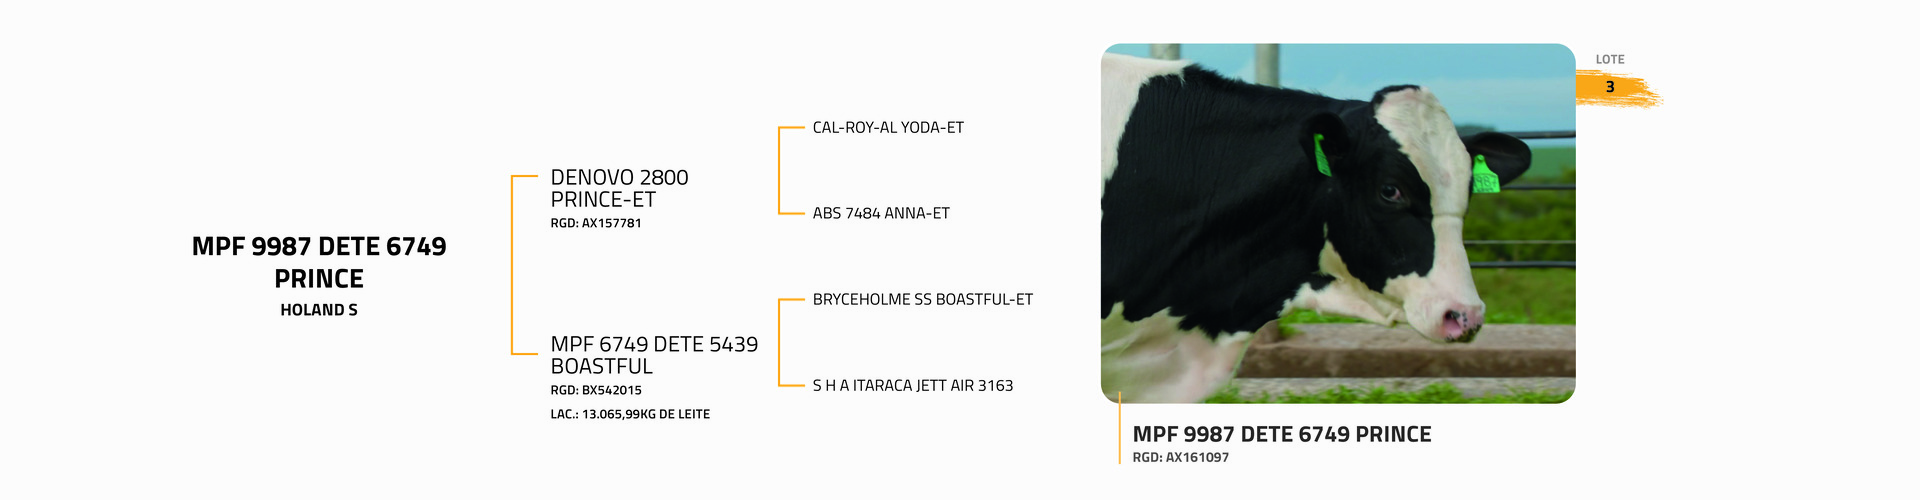 MPF 9987 DETE 6749
PRINCE
HOLAND S
DENOVO 2800
PRINCE-ET
RGD: AX157781
MPF 6749 DETE 5439
BOASTFUL
RGD: BX542015
LAC.: 13.065,99KG DE LEITE
CAL-ROY-AL YODA-ET
ABS 7484 ANNA-ET
BRYCEHOLME SS BOASTFUL-ET
S H A ITARACA JETT AIR 3163
LOTE
3
MPF 9987 DETE 6749 PRINCE
RGD: AX161097